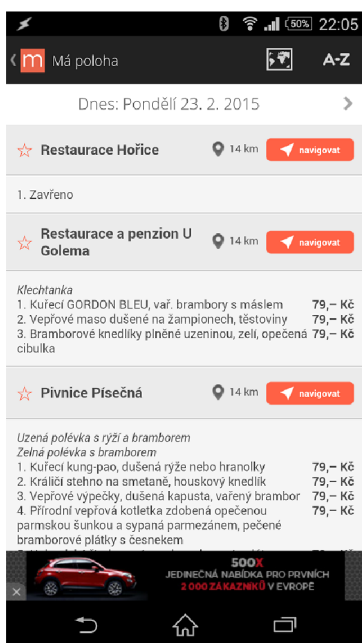 50% 22:05
m Má poloha A-Z
Dnes: Pondělí 23. 2. 2015
Restaurace Hořice 14 km navigovat
1. Zavřeno
Restaurace a penzion U
Golema 14 km navigovat
Klechtanka
1. Kuřecí GORDON BLEU, vař. brambory s máslem 79,– Kč
2. Vepřové maso dušené na žampionech, těstoviny 79,– Kč
3. Bramborové knedlíky plněné uzeninou, zelí, opečená 79,– Kč
cibulka
Pivnice Písečná 14 km navigovat
Uzená polévka s rýží a bramborem
Zelná polévka s bramborem
1. Kuřecí kung-pao, dušená rýže nebo hranolky 79,– Kč
2. Králičí stehno na smetaně, houskový knedlík 79,– Kč
3. Vepřové výpečky, dušená kapusta, vařený brambor 79,– Kč
4. Přírodní vepřová kotletka zdobená opečenou 79,– Kč
parmskou šunkou a sypaná parmezánem, pečené
bramborové plátky s česnekem
500X
JEDINEČNÁ NABÍDKA PRO PRVNÍCH
2 000 ZÁKAZNÍKŮ V EVROPĚ